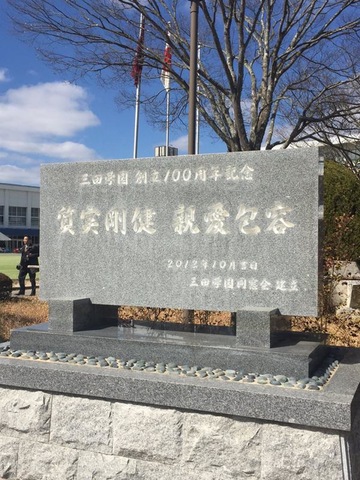 三田学園 創立100周年記念
質実剛健 親愛包容
2012年10月吉日
三田学園同窓会 建立